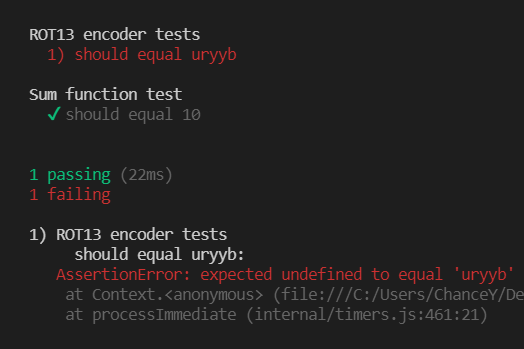 ROT13 encoder tests
1) should equal uryyb
Sum function test
✓ should equal 10
1 passing (22ms)
1 failing
1) ROT13 encoder tests
should equal uryyb:
AssertionError: expected undefined to equal 'uryyb'
at Context.<anonymous> (file:///C:/Users/ChanceY/De
at processImmediate (internal/timers.js:461:21)